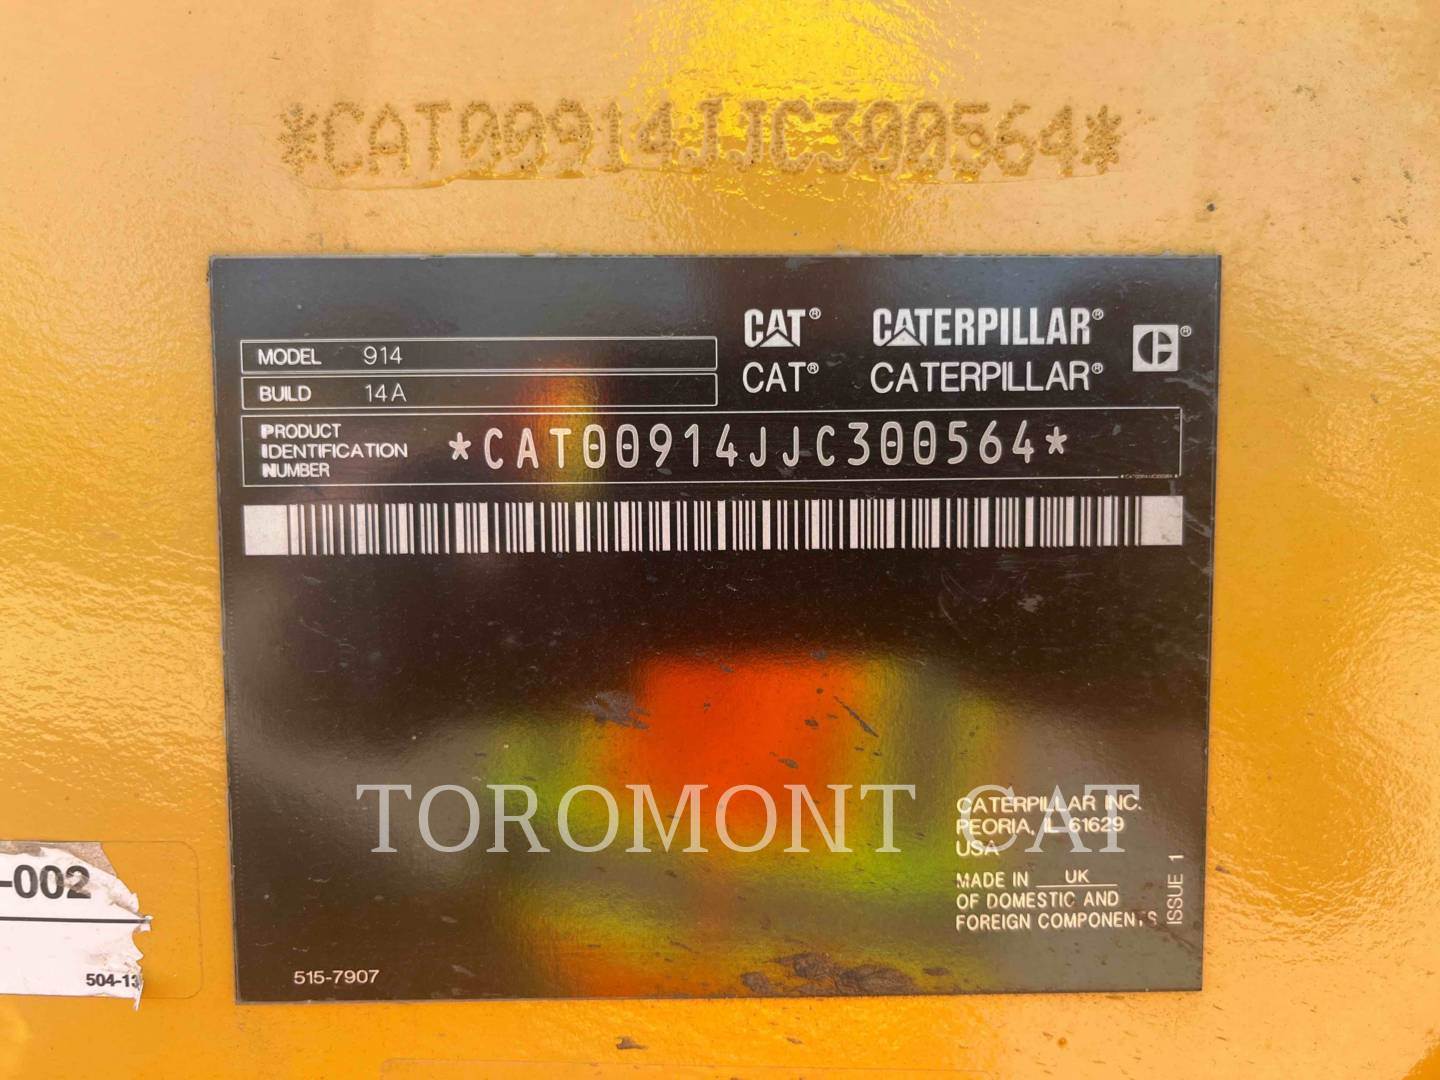 *CAT00914JJC300564*
CAT® CATERPILLAR®
CAT® CATERPILLAR®
MODEL 914
BUILD 14A
PRODUCT
IDENTIFICATION
NUMBER
*CAT00914JJC300564*
TOROMONT CAT
CATERPILLAR INC.
PEORIA, IL 61629
USA
MADE IN UK
OF DOMESTIC AND
FOREIGN COMPONENTS
ISSUE 1
515-7907
-002
504-13